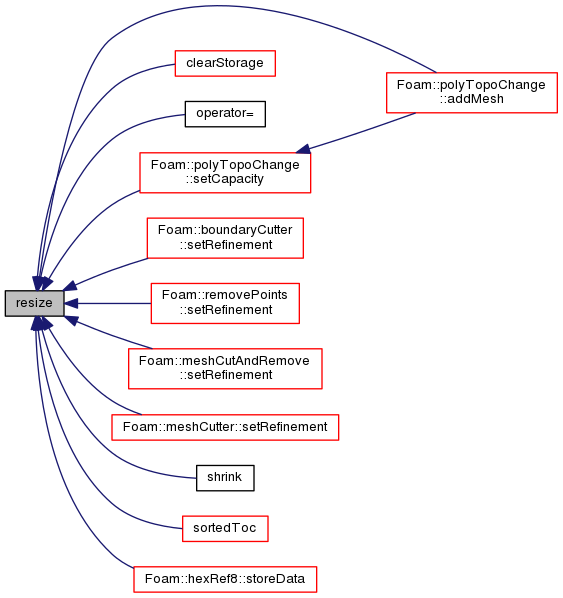 clearStorage
Foam::polyTopoChange
::addMesh
operator=
Foam::polyTopoChange
::setCapacity
Foam::boundaryCutter
::setRefinement
resize
Foam::removePoints
::setRefinement
Foam::meshCutAndRemove
::setRefinement
Foam::meshCutter::setRefinement
shrink
sortedToc
Foam::hexRef8::storeData